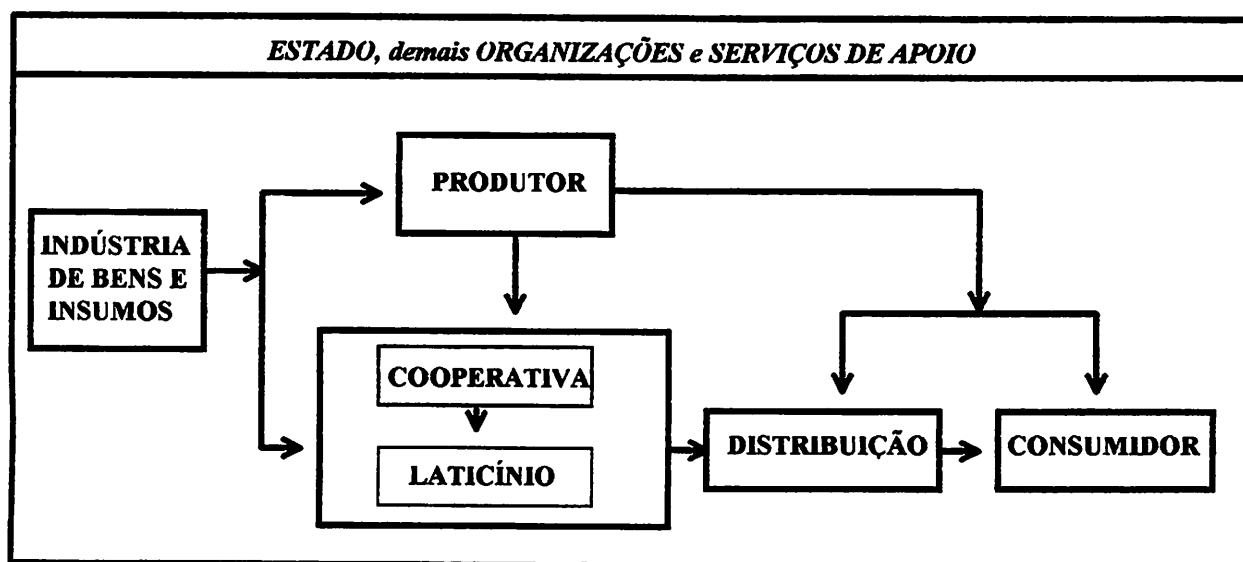 ESTADO, demais ORGANIZAÇÕES e SERVIÇOS DE APOIO
PRODUTOR
INDÚSTRIA
DE BENS E
INSUMOS
COOPERATIVA
LATICÍNIO
DISTRIBUIÇÃO
CONSUMIDOR